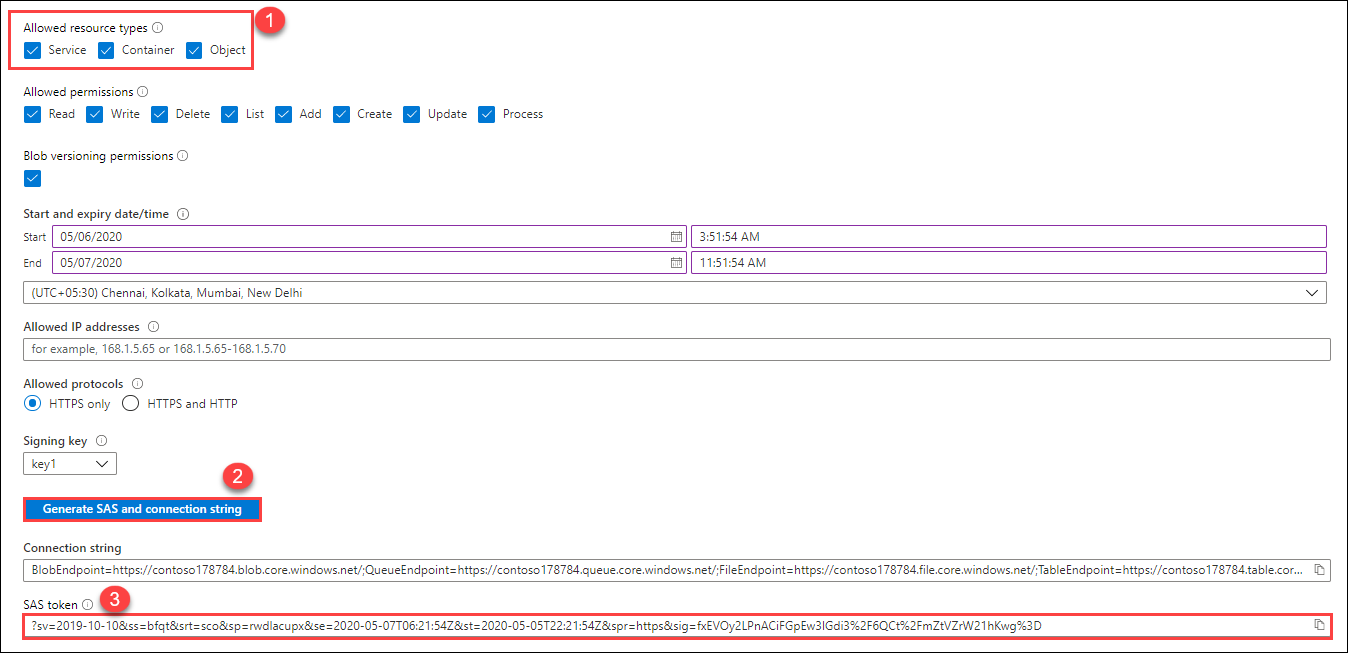 Allowed resource types
1
Service Container Object
Allowed permissions
Read Write Delete List Add Create Update Process
Blob versioning permissions
Start and expiry date/time
Start 05/06/2020 3:51:54 AM
End 05/07/2020 11:51:54 AM
(UTC+05:30) Chennai, Kolkata, Mumbai, New Delhi
Allowed IP addresses
for example, 168.1.5.65 or 168.1.5.65-168.1.5.70
Allowed protocols
HTTPS only HTTPS and HTTP
Signing key
key1
2
Generate SAS and connection string
Connection string
BlobEndpoint=https://contoso178784.blob.core.windows.net/;QueueEndpoint=https://contoso178784.queue.core.windows.net/;FileEndpoint=https://contoso178784.file.core.windows.net/;TableEndpoint=https://contoso178784.table.cor...
SAS token
3
?sv=2019-10-10&ss=bfqt&srt=sco&sp=rwdlacupx&se=2020-05-07T06:21:54Z&st=2020-05-05T22:21:54Z&spr=https&sig=fxEVOy2LPnACiFGpEw3IGdi3%2F6QCt%2FmZtVZrW21hKwg%3D